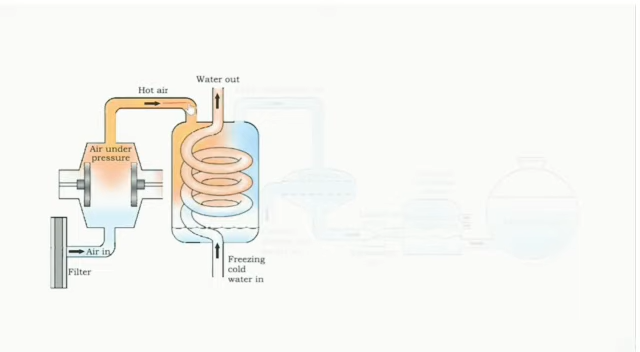 Water out
Hot air
Air under
pressure
Air in
Filter
Freezing
cold
water in